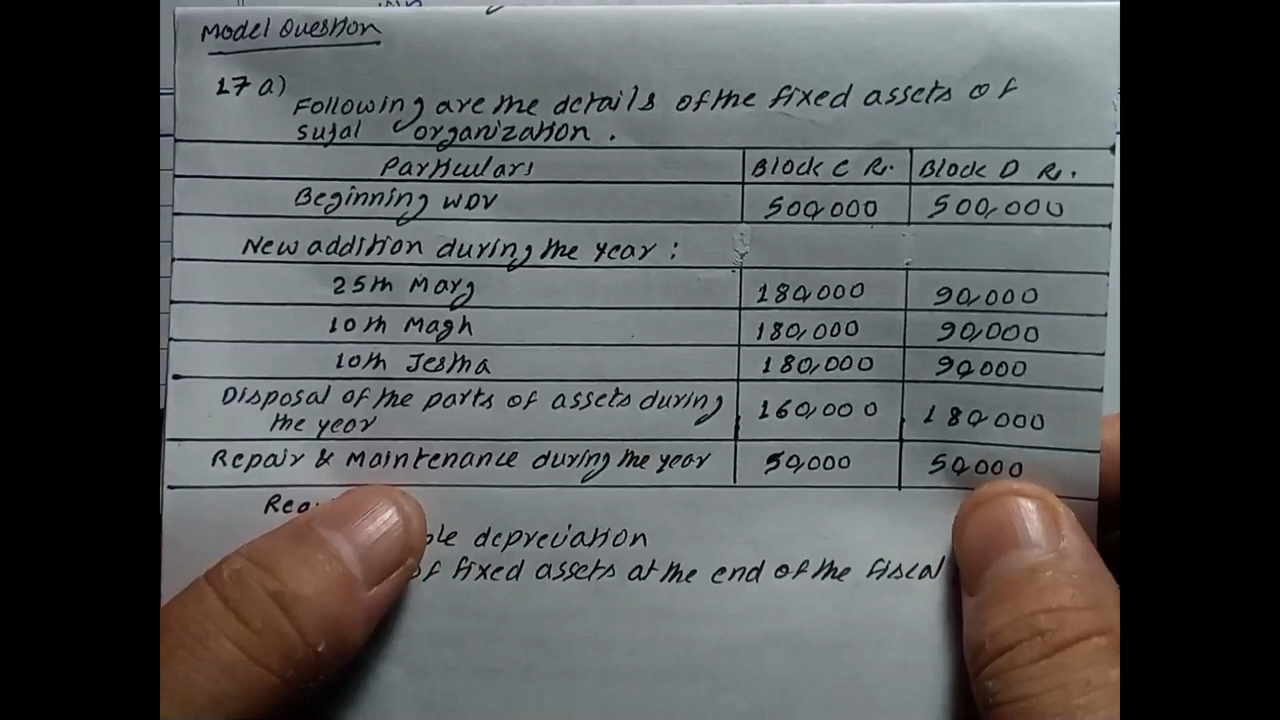 Model Question
17 a)
Following are the details of the fixed assets of
sujal organization.
Particulars Block C Rs. Block D Rs.
Beginning WDV 500,000 500,000
New addition during the year :
25th Marg 180,000 90,000
10th Magh 180,000 90,000
10th Jestha 180,000 90,000
Disposal of the parts of assets during
the year 160,000 180,000
Repair & Maintenance during the year 50,000 50,000
depreciation
of fixed assets at the end of the fiscal